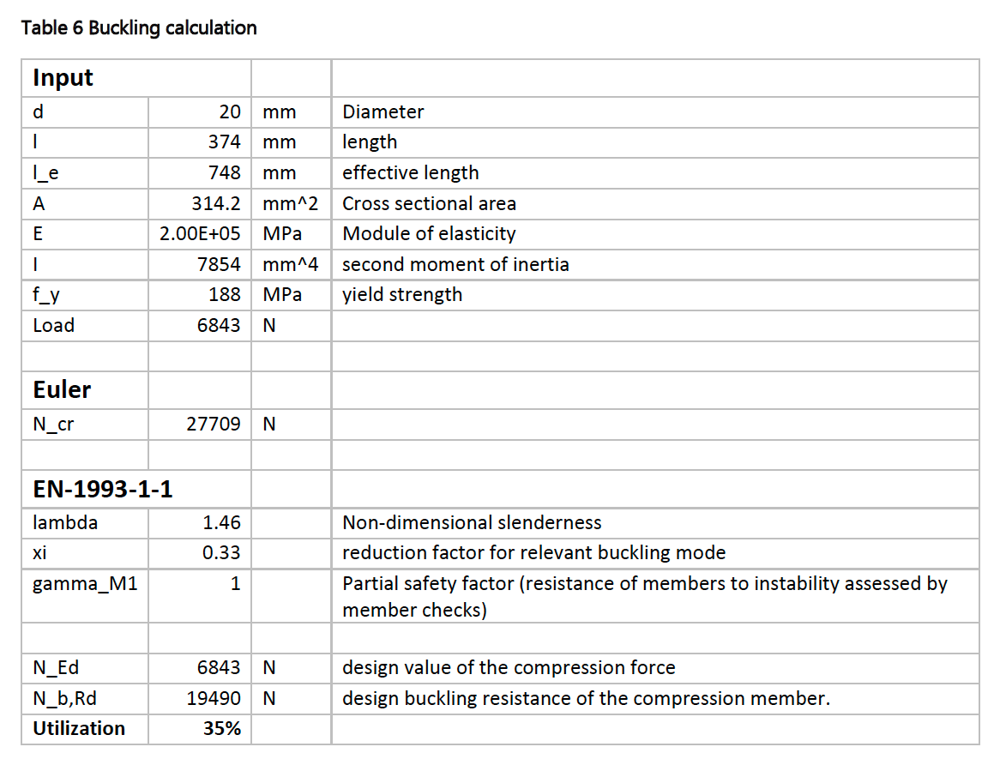 Table 6 Buckling calculation
Input
d 20 mm Diameter
l 374 mm length
l_e 748 mm effective length
A 314.2 mm^2 Cross sectional area
E 2.00E+05 MPa Module of elasticity
I 7854 mm^4 second moment of inertia
f_y 188 MPa yield strength
Load 6843 N
Euler
N_cr 27709 N
EN-1993-1-1
lambda 1.46 Non-dimensional slenderness
xi 0.33 reduction factor for relevant buckling mode
gamma_M1 1 Partial safety factor (resistance of members to instability assessed by
member checks)
N_Ed 6843 N design value of the compression force
N_b,Rd 19490 N design buckling resistance of the compression member.
Utilization 35%